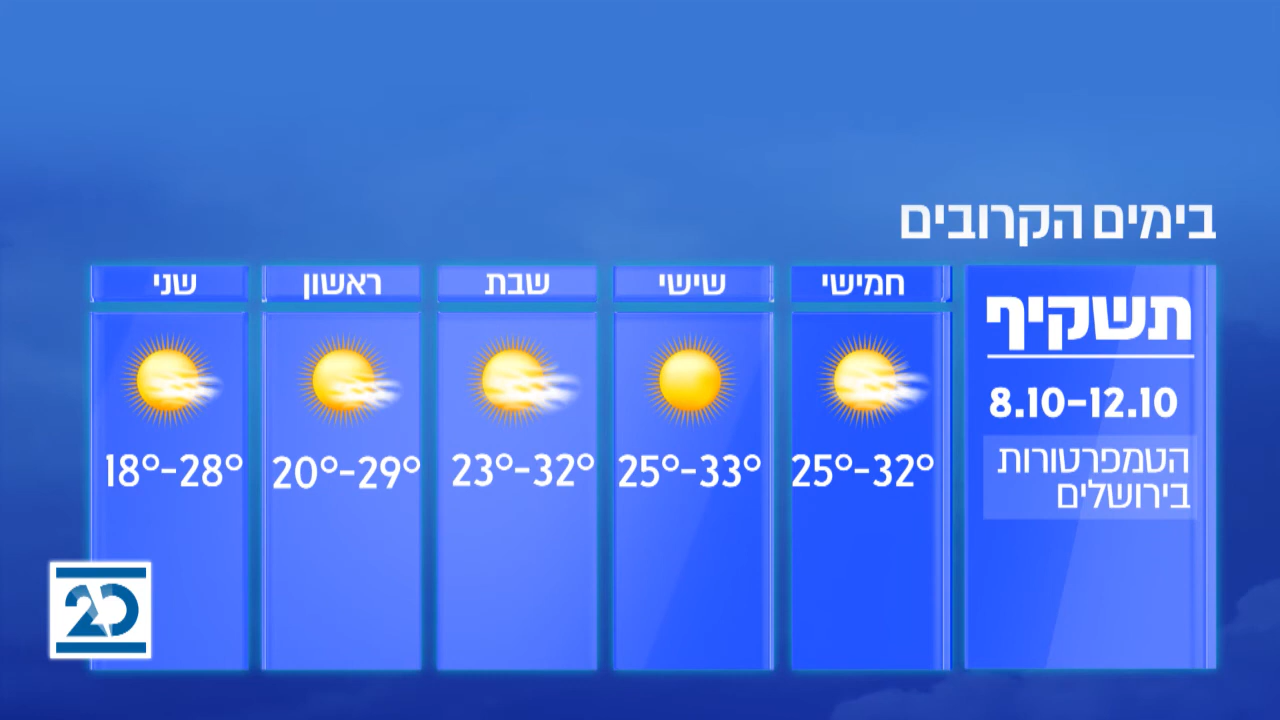 בימים הקרובים
תשקיף
8.10-12.10
הטמפרטורות
בירושלים
חמישי
25°-32°
שישי
25°-33°
שבת
23°-32°
ראשון
20°-29°
שני
18°-28°
20